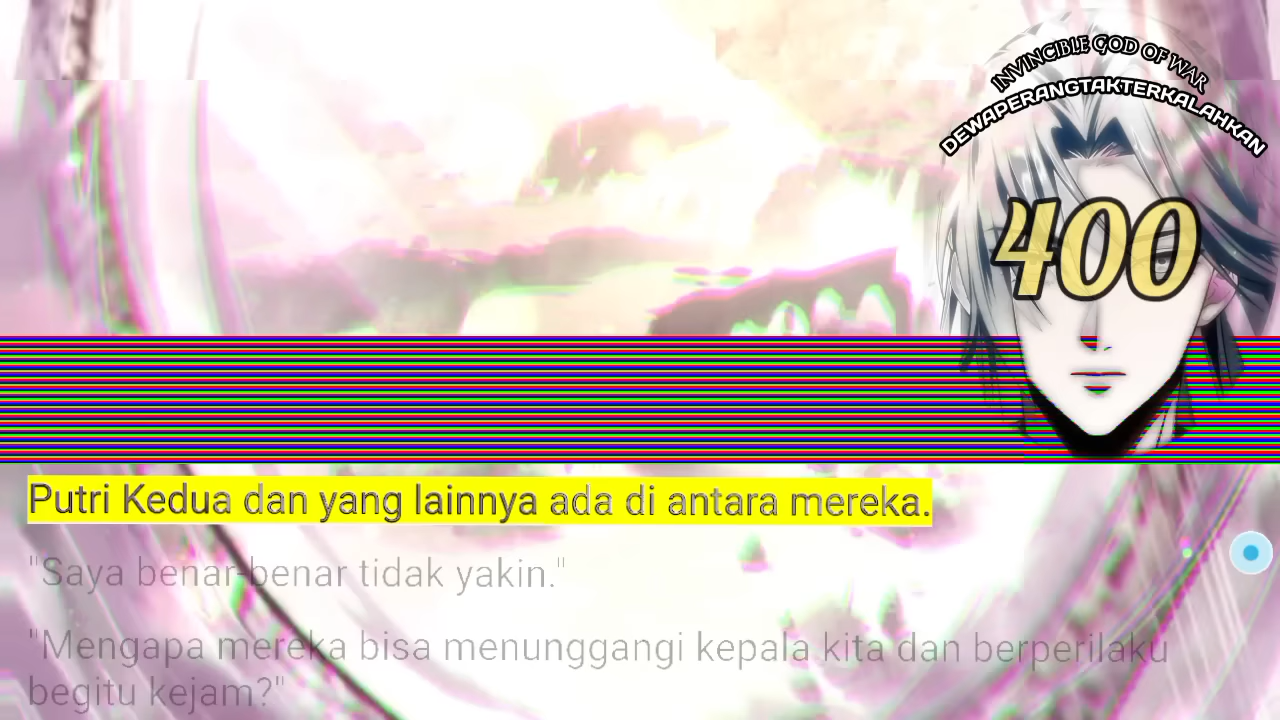 INVINCIBLE GOD OF WAR
DEWAPERANGTAKTERKALAHKAN
400
Putri Kedua dan yang lainnya ada di antara mereka.
"Saya benar-benar tidak yakin."
"Mengapa mereka bisa menunggangi kepala kita dan berperilaku
begitu kejam?"